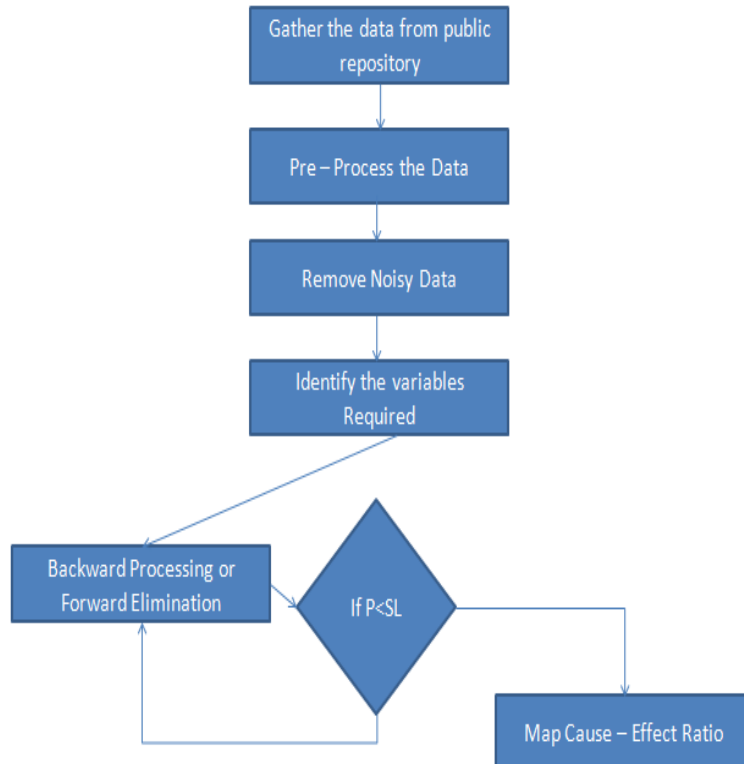 Gather the data from public
repository
Pre – Process the Data
Remove Noisy Data
Identify the variables
Required
Backward Processing or
Forward Elimination
If P<SL
Map Cause – Effect Ratio